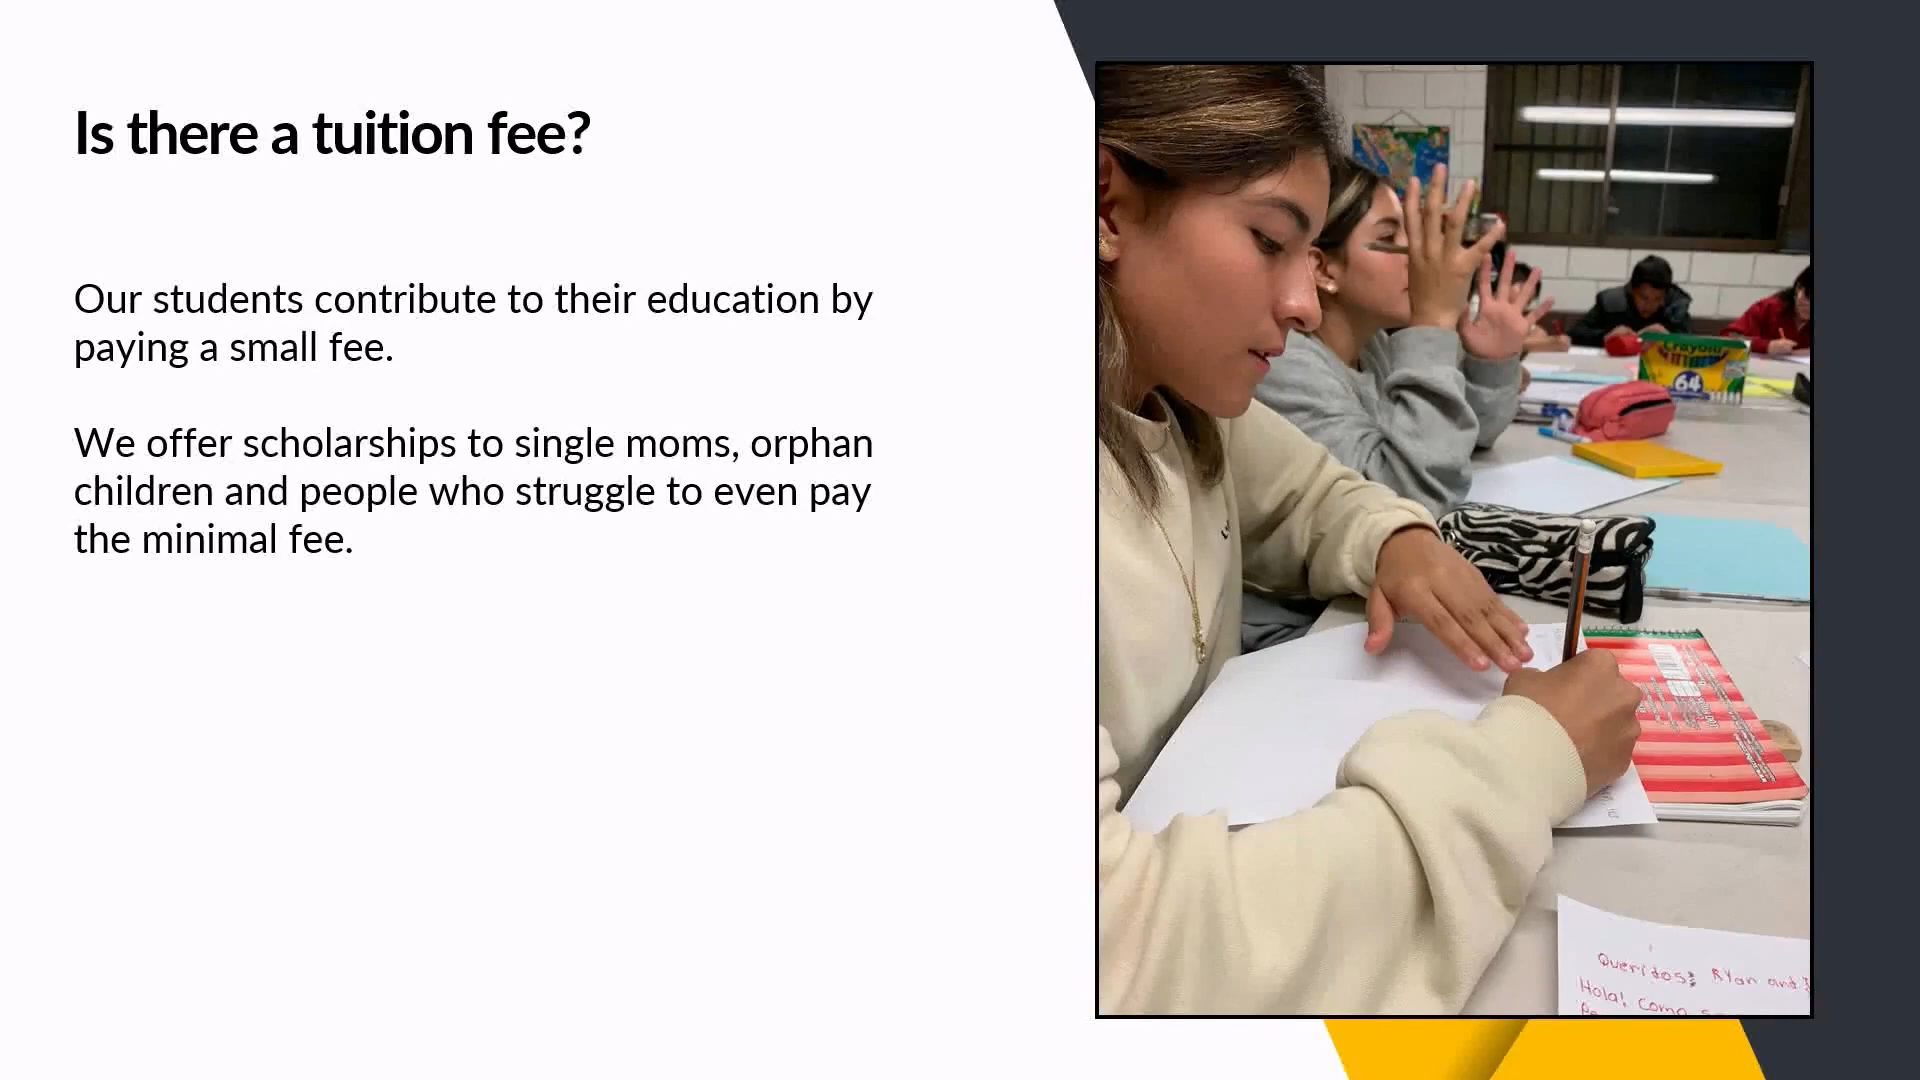 Is there a tuition fee?
Our students contribute to their education by
paying a small fee.
We offer scholarships to single moms, orphan
children and people who struggle to even pay
the minimal fee.
Crayola
64
Queridos; Ryan and
Hola! Como